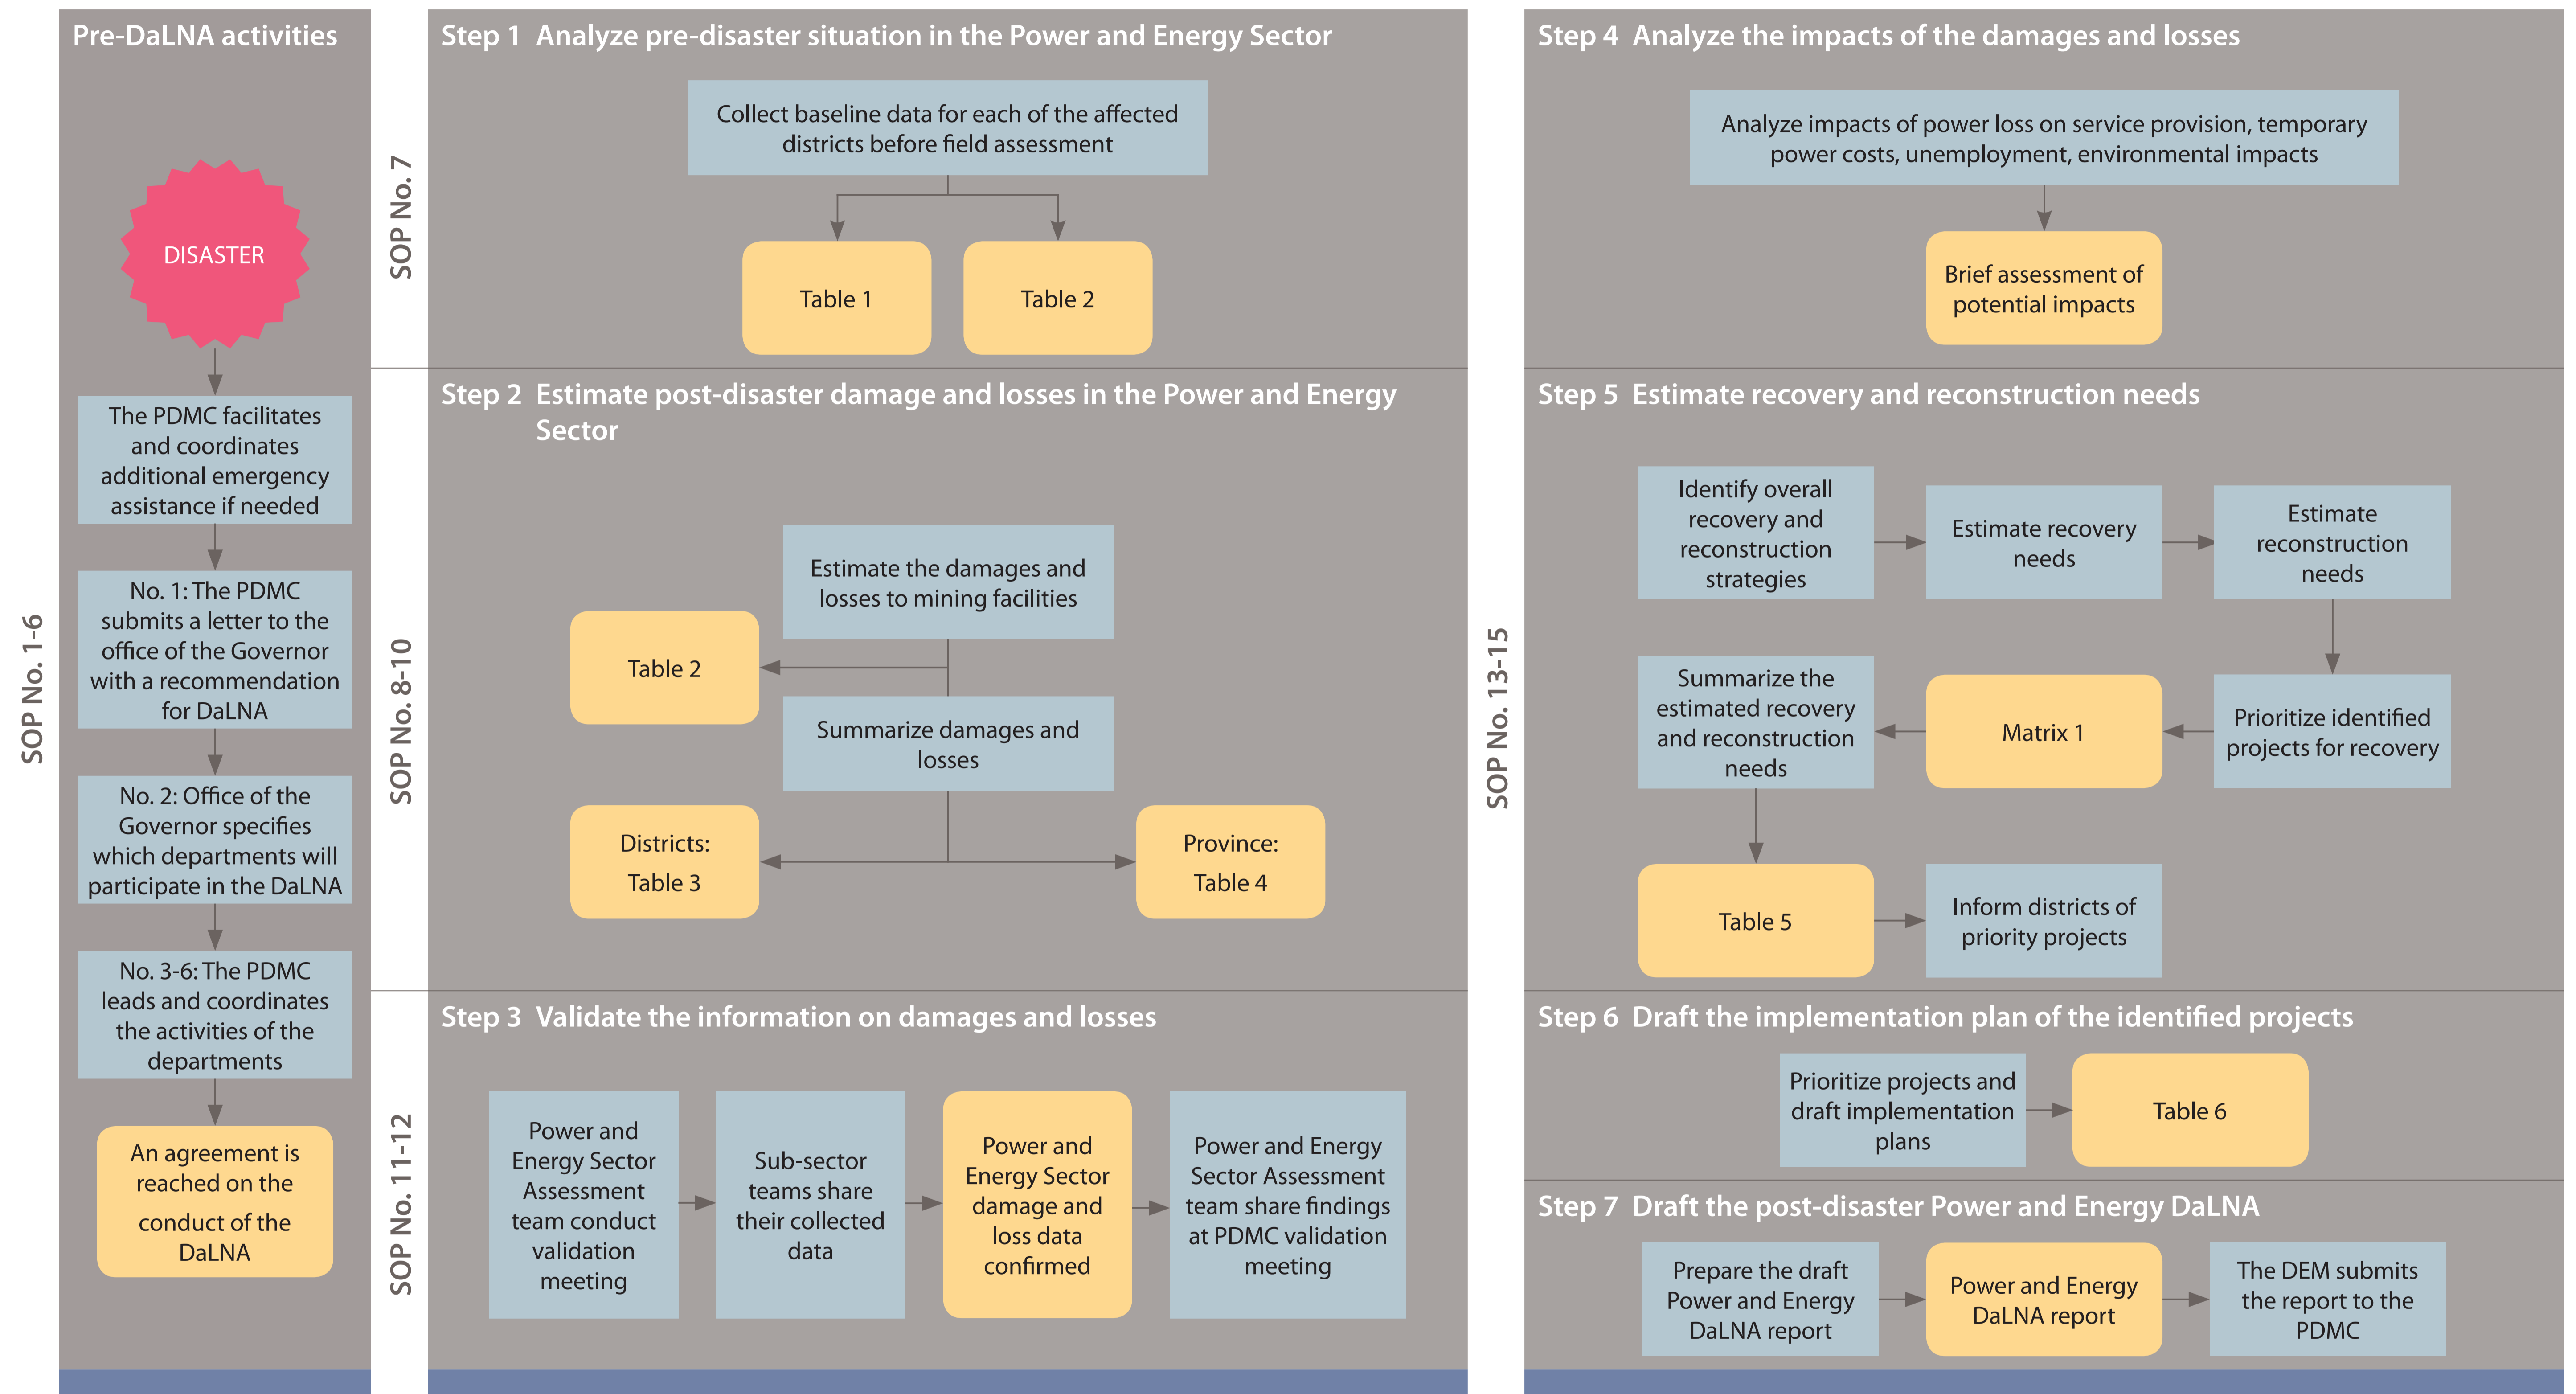 Pre-DaLNA activities
SOP No. 1-6
DISASTER
The PDMC facilitates
and coordinates
additional emergency
assistance if needed
No. 1: The PDMC
submits a letter to the
office of the Governor
with a recommendation
for DaLNA
No. 2: Office of the
Governor specifies
which departments will
participate in the DaLNA
No. 3-6: The PDMC
leads and coordinates
the activities of the
departments
An agreement is
reached on the
conduct of the
DaLNA
SOP No. 7
Step 1 Analyze pre-disaster situation in the Power and Energy Sector
Collect baseline data for each of the affected
districts before field assessment
Table 1
Table 2
SOP No. 8-10
Step 2 Estimate post-disaster damage and losses in the Power and Energy
Sector
Estimate the damages and
losses to mining facilities
Table 2
Summarize damages and
losses
Districts:
Table 3
Province:
Table 4
SOP No. 11-12
Step 3 Validate the information on damages and losses
Power and
Energy Sector
Assessment
team conduct
validation
meeting
Sub-sector
teams share
their collected
data
Power and
Energy Sector
damage and
loss data
confirmed
Power and Energy
Sector Assessment
team share findings
at PDMC validation
meeting
SOP No. 13-15
Step 4 Analyze the impacts of the damages and losses
Analyze impacts of power loss on service provision, temporary
power costs, unemployment, environmental impacts
Brief assessment of
potential impacts
Step 5 Estimate recovery and reconstruction needs
Identify overall
recovery and
reconstruction
strategies
Estimate recovery
needs
Estimate
reconstruction
needs
Prioritize identified
projects for recovery
Matrix 1
Summarize the
estimated recovery
and reconstruction
needs
Table 5
Inform districts of
priority projects
Step 6 Draft the implementation plan of the identified projects
Prioritize projects and
draft implementation
plans
Table 6
Step 7 Draft the post-disaster Power and Energy DaLNA
Prepare the draft
Power and Energy
DaLNA report
Power and Energy
DaLNA report
The DEM submits
the report to the
PDMC